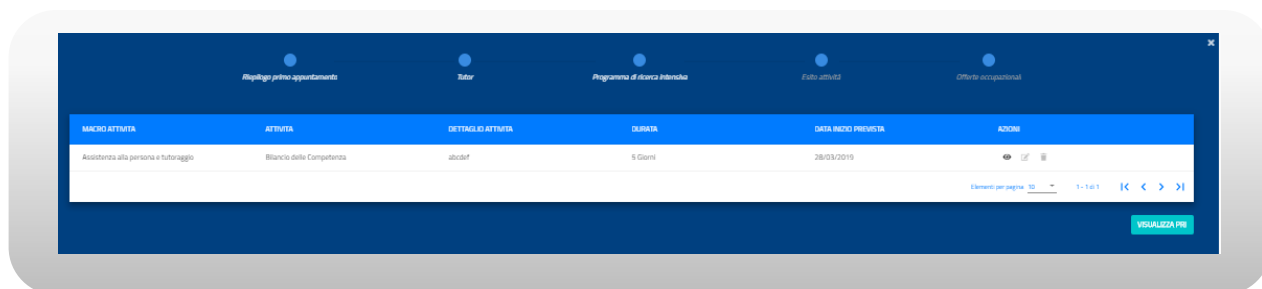 ×
Riepilogo primo appuntamento Tutor Programma di ricerca intensiva Esito attività Offerte occupazionali
MACRO ATTIVITA ATTIVITA DETTAGLIO ATTIVITA DURATA DATA INIZIO PREVISTA AZIONI
Assistenza alla persona e tutoraggio Bilancio delle Competenza abcdef 5 Giorni 28/03/2019
Elementi per pagina 10 1 - 1 di 1
VISUALIZZA PRI